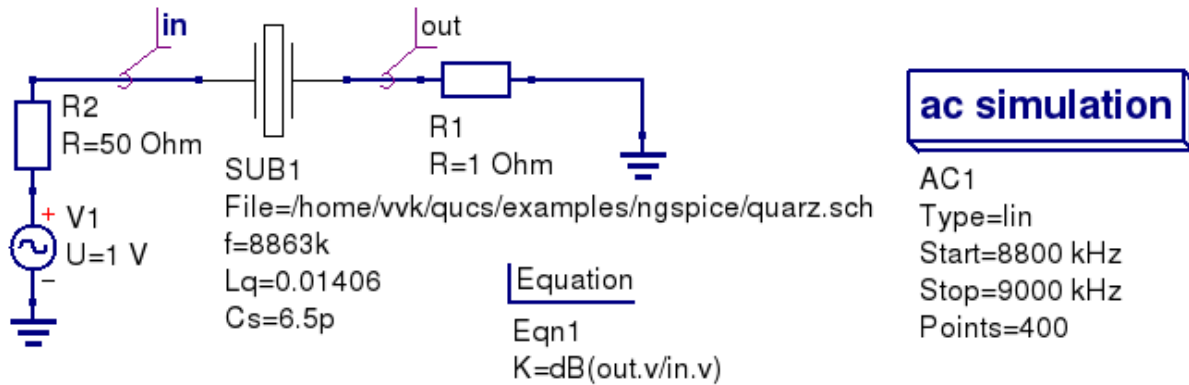 in
out
R2
R=50 Ohm
+
V1
U=1 V
−
SUB1
File=/home/vvk/qucs/examples/ngspice/quarz.sch
f=8863k
Lq=0.01406
Cs=6.5p
R1
R=1 Ohm
Equation
Eqn1
K=dB(out.v/in.v)
ac simulation
AC1
Type=lin
Start=8800 kHz
Stop=9000 kHz
Points=400